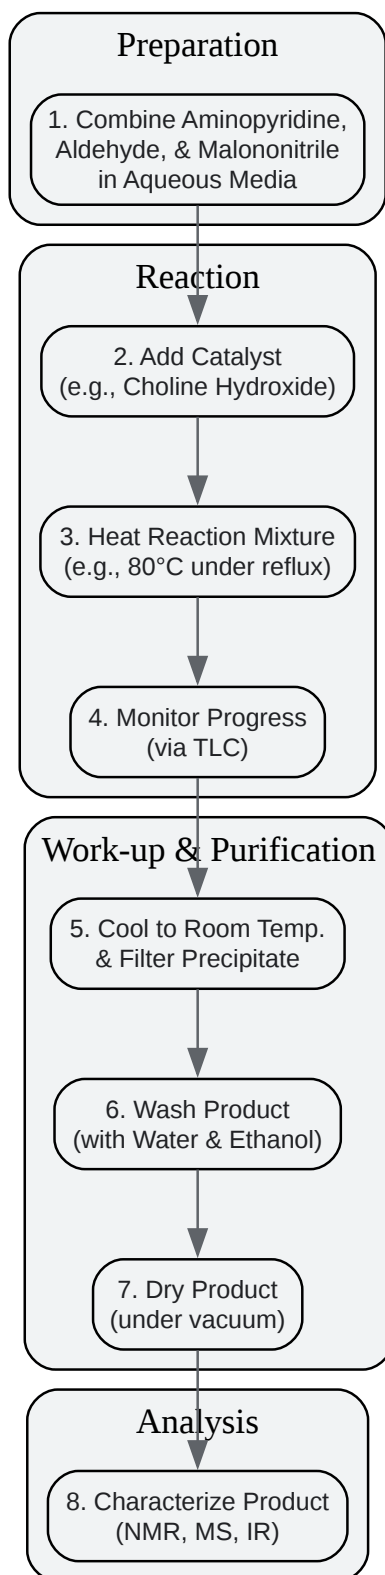 Preparation
1. Combine Aminopyridine,
Aldehyde, & Malononitrile
in Aqueous Media
Reaction
2. Add Catalyst
(e.g., Choline Hydroxide)
3. Heat Reaction Mixture
(e.g., 80°C under reflux)
4. Monitor Progress
(via TLC)
Work-up & Purification
5. Cool to Room Temp.
& Filter Precipitate
6. Wash Product
(with Water & Ethanol)
7. Dry Product
(under vacuum)
Analysis
8. Characterize Product
(NMR, MS, IR)